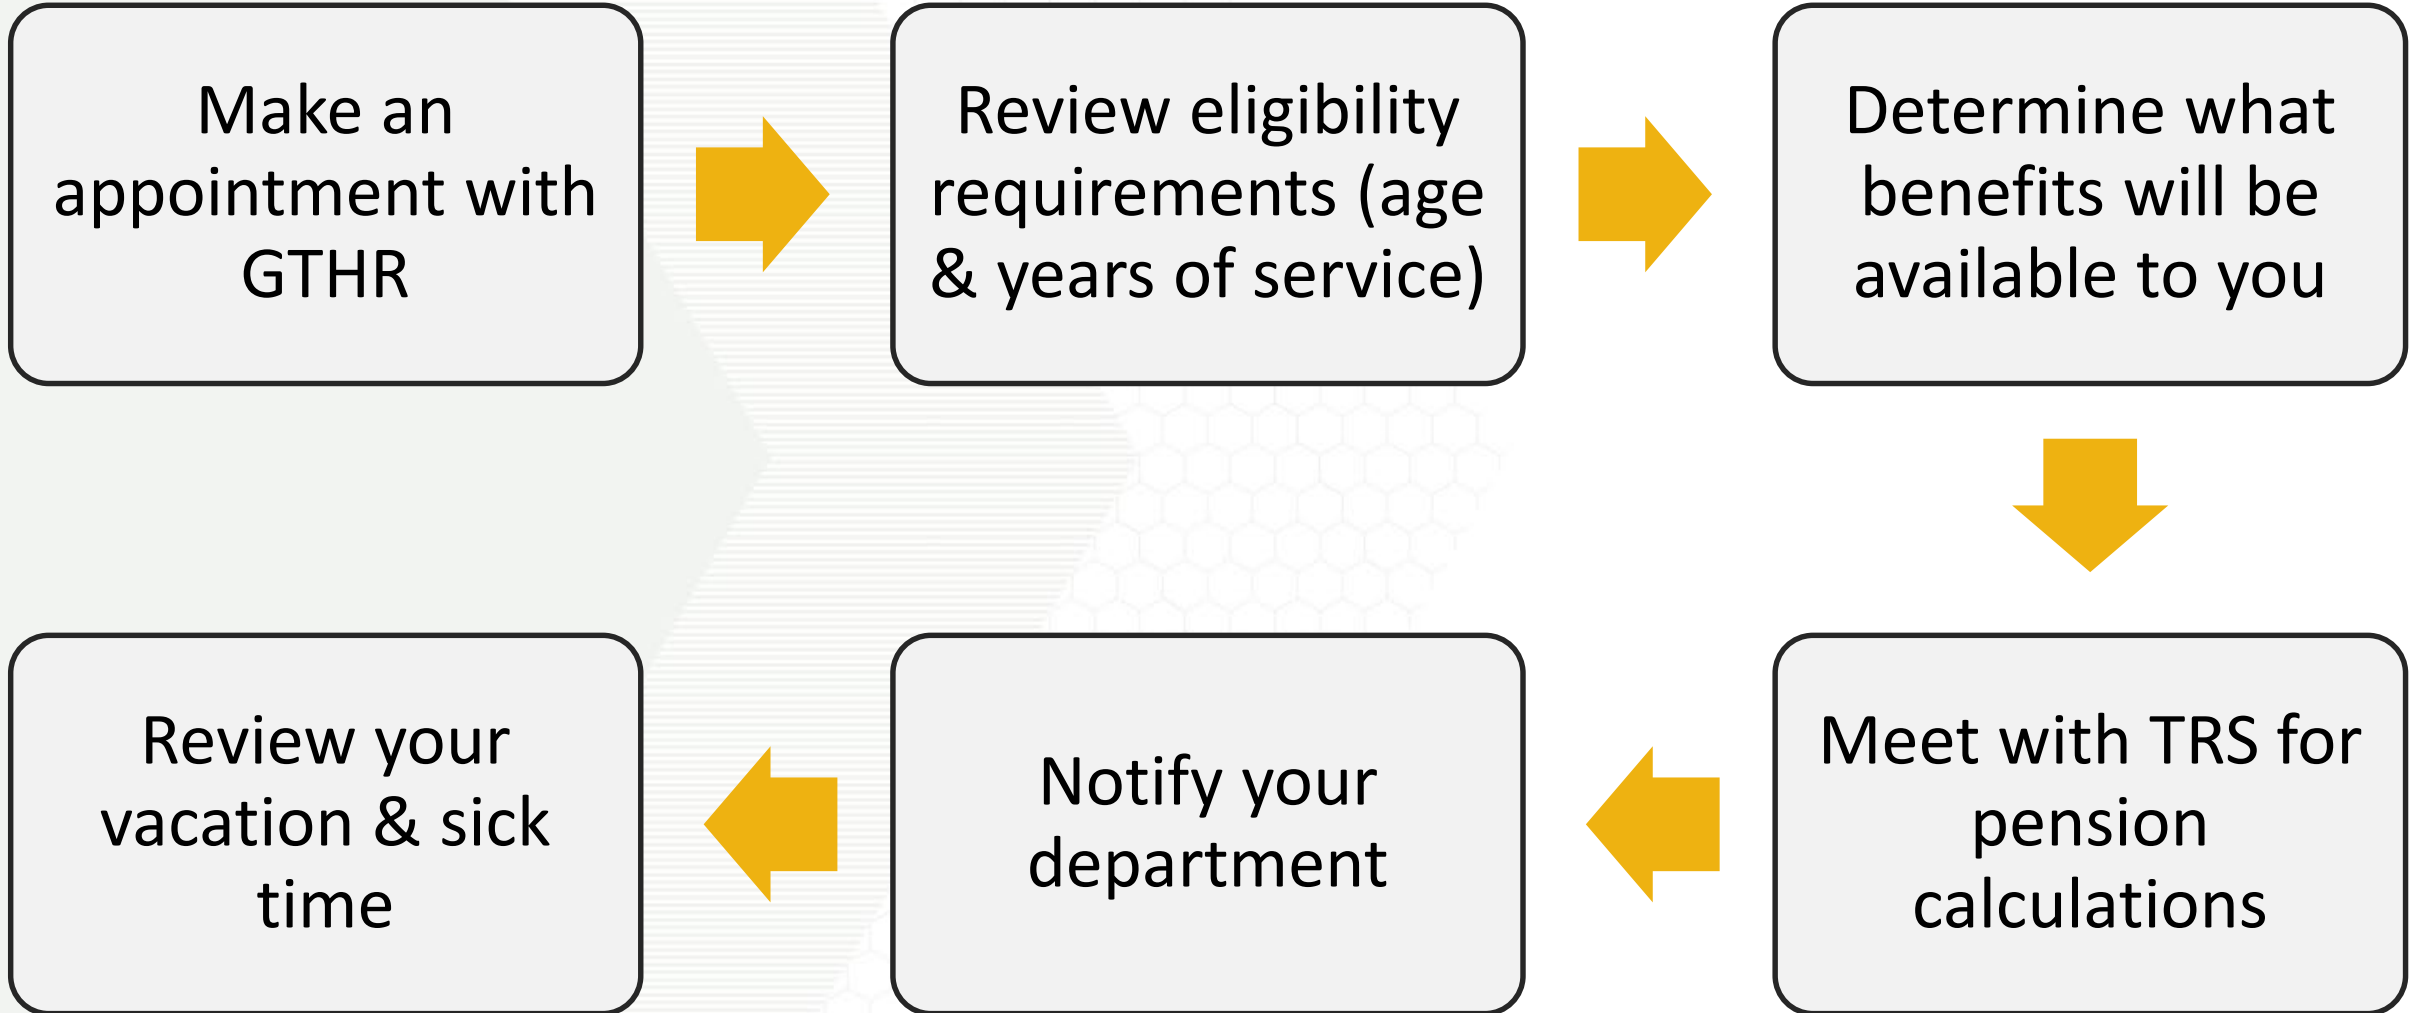 Make an
appointment with
GTHR
Review eligibility
requirements (age
& years of service)
Determine what
benefits will be
available to you
Meet with TRS for
pension
calculations
Notify your
department
Review your
vacation & sick
time